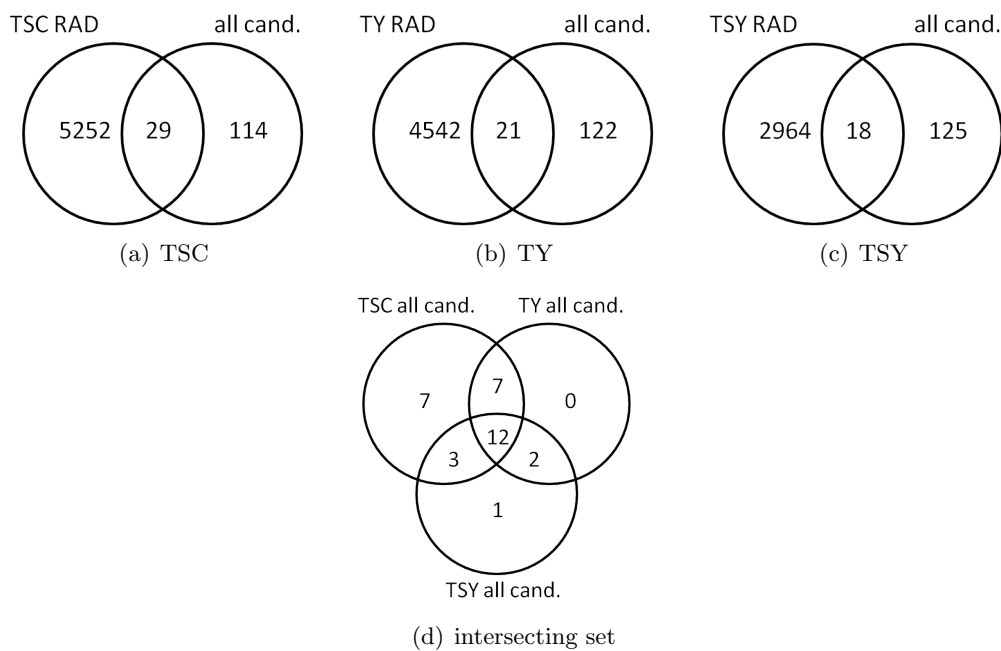 TSC RAD all cand.
5252 29 114
(a) TSC
TY RAD all cand.
4542 21 122
(b) TY
TSY RAD all cand.
2964 18 125
(c) TSY
TSC all cand. TY all cand.
7 7 0
12
3 2
1
TSY all cand.
(d) intersecting set